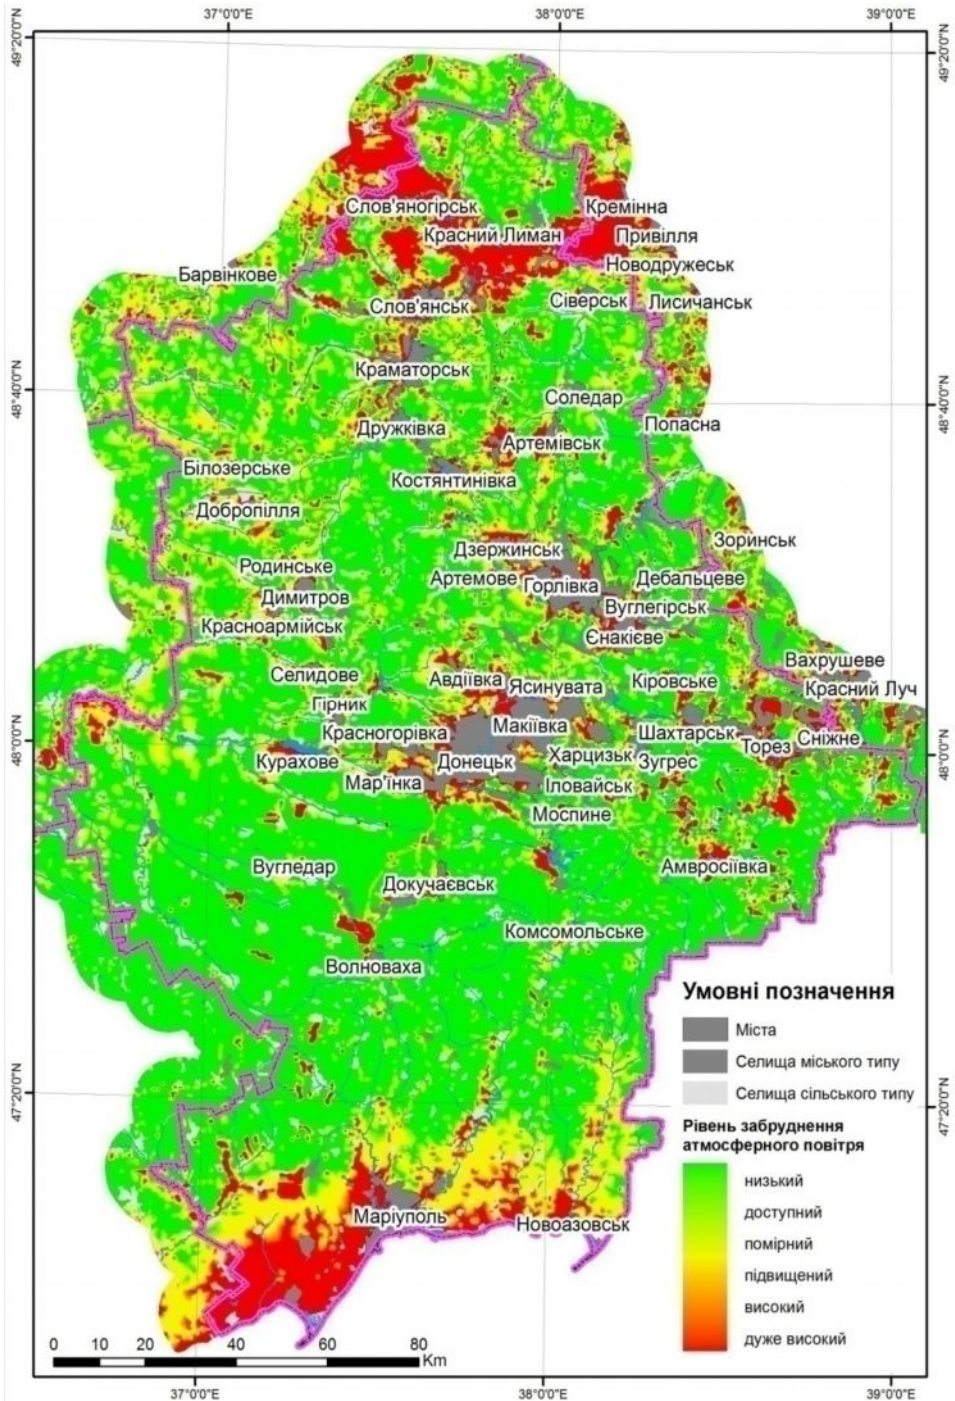 37°0'0"E
38°0'0"E
39°0'0"E
49°20'0"N
49°20'0"N
Слов'яногірськ
Кремінна
Красний Лиман
Привілля
Новодружеськ
Барвінкове
Слов'янськ
Сіверськ
Лисичанськ
Краматорськ
48°40'0"N
48°40'0"N
Соледар
Дружківка
Артемівськ
Попасна
Білозерське
Костянтинівка
Добропілля
Дзержинськ
Зоринськ
Родинське
Артемове
Горлівка
Дебальцеве
Димитров
Вуглегірськ
Красноармійськ
Єнакієве
Вахрушеве
Селидове
Авдіївка
Ясинувата
Кіровське
Красний Луч
Гірник
Красногорівка
Макіївка
Шахтарськ
Торез
Сніжне
48°0'0"N
48°0'0"N
Курахове
Донецьк
Харцизьк
Зугрес
Мар'їнка
Іловайськ
Моспине
Вугледар
Докучаєвськ
Амвросіївка
Комсомольське
Волноваха
Умовні позначення
Міста
Селища міського типу
Селища сільського типу
47°20'0"N
47°20'0"N
Рівень забруднення
атмосферного повітря
низький
доступний
помірний
підвищений
високий
дуже високий
Маріуполь
Новоазовськ
0 10 20 40 60 80
Km
37°0'0"E
38°0'0"E
39°0'0"E